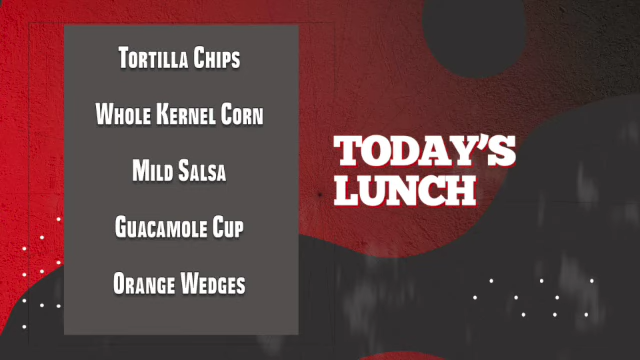 Tortilla Chips
Whole Kernel Corn
Mild Salsa
Guacamole Cup
Orange Wedges
TODAY'S
LUNCH